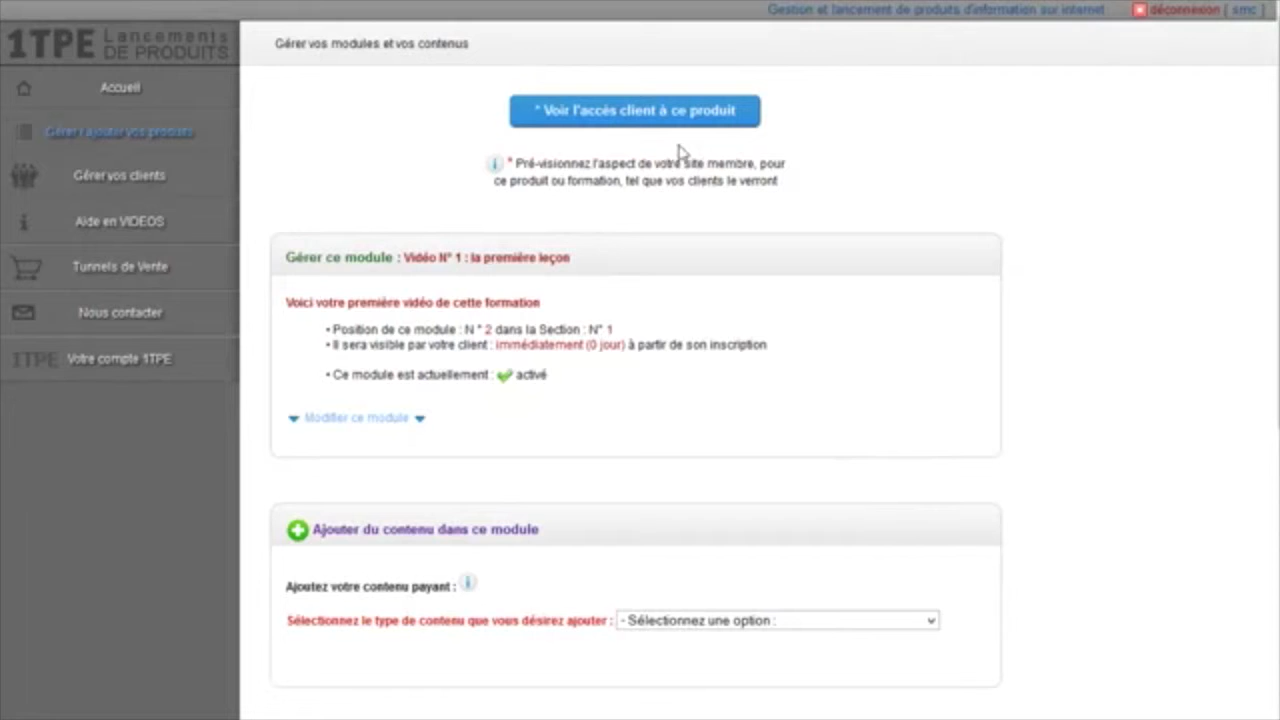 Gestion et lancement de produits d'information sur internet
déconnexion [ smc ]
1TPE Lancements DE PRODUITS
Gérer vos modules et vos contenus
Accueil
Gérer / ajouter vos produits
Gérer vos clients
Aide en VIDEOS
Tunnels de Vente
Nous contacter
1TPE Votre compte 1TPE
* Voir l'accès client à ce produit
* Pré-visionnez l'aspect de votre site membre, pour
ce produit ou formation, tel que vos clients le verront
Gérer ce module : Vidéo N° 1 : la première leçon
Voici votre première vidéo de cette formation
• Position de ce module : N ° 2 dans la Section : N° 1
• Il sera visible par votre client : immédiatement (0 jour) à partir de son inscription
• Ce module est actuellement : activé
Modifier ce module
Ajouter du contenu dans ce module
Ajoutez votre contenu payant :
Sélectionnez le type de contenu que vous désirez ajouter : - Sélectionnez une option :